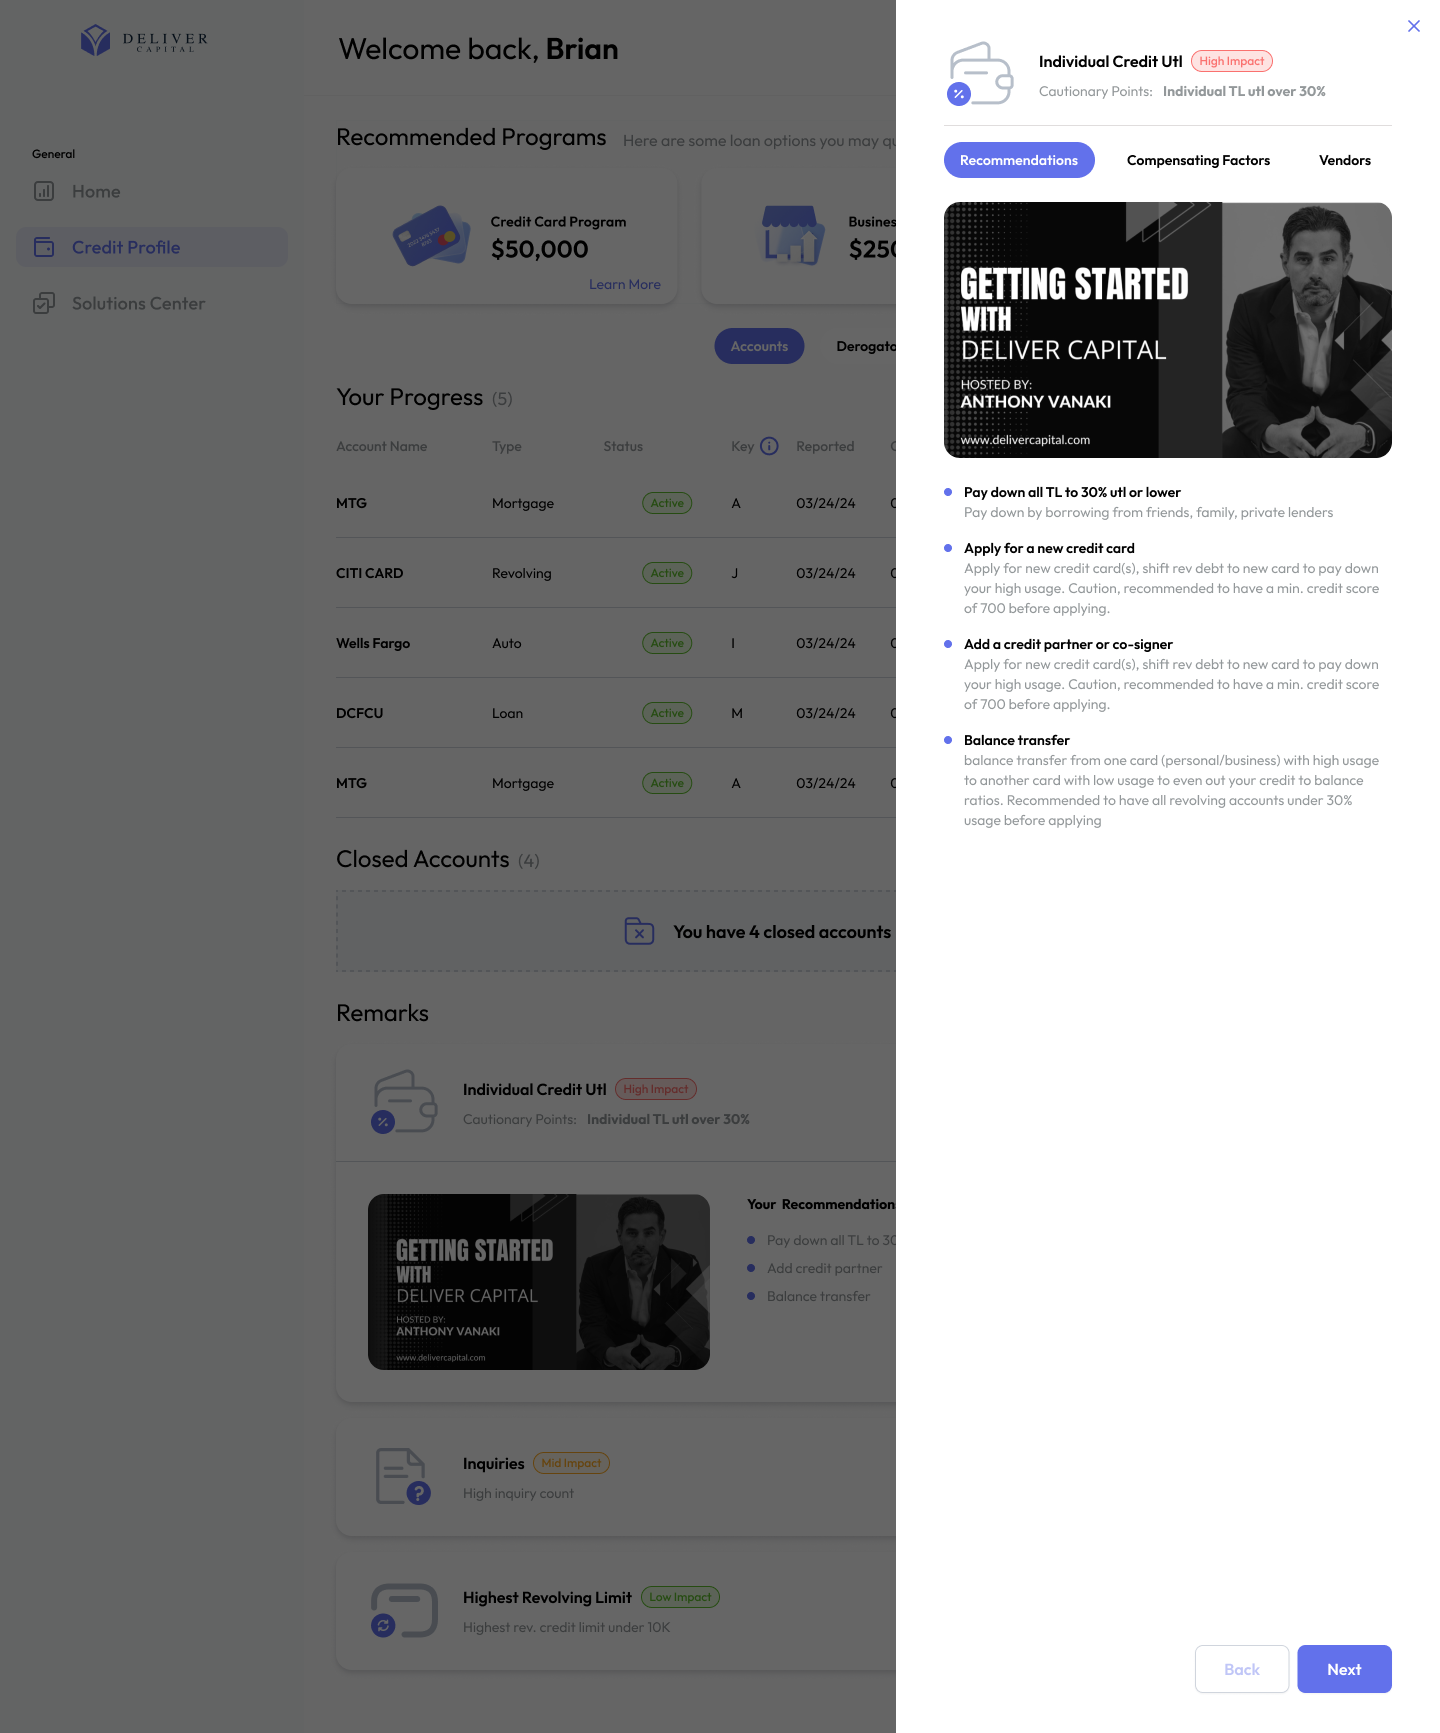 DELIVER
CAPITAL
General
Home
Credit Profile
Solutions Center
Welcome back, Brian
Recommended Programs Here are some loan options you may qu
Credit Card Program
$50,000
Learn More
Busines
$250
Accounts
Derogato
Your Progress (5)
Account Name Type Status Key Reported
MTG Mortgage Active A 03/24/24
CITI CARD Revolving Active J 03/24/24
Wells Fargo Auto Active I 03/24/24
DCFCU Loan Active M 03/24/24
MTG Mortgage Active A 03/24/24
Closed Accounts (4)
You have 4 closed accounts
Remarks
Individual Credit Utl High Impact
Cautionary Points: Individual TL utl over 30%
GETTING STARTED
WITH
DELIVER CAPITAL
HOSTED BY:
ANTHONY VANAKI
www.delivercapital.com
Your Recommendation
Pay down all TL to 30
Add credit partner
Balance transfer
Inquiries Mid Impact
High inquiry count
Highest Revolving Limit Low Impact
Highest rev. credit limit under 10K
Individual Credit Utl High Impact
Cautionary Points: Individual TL utl over 30%
Recommendations Compensating Factors Vendors
GETTING STARTED
WITH
DELIVER CAPITAL
HOSTED BY:
ANTHONY VANAKI
www.delivercapital.com
Pay down all TL to 30% utl or lower
Pay down by borrowing from friends, family, private lenders
Apply for a new credit card
Apply for new credit card(s), shift rev debt to new card to pay down
your high usage. Caution, recommended to have a min. credit score
of 700 before applying.
Add a credit partner or co-signer
Apply for new credit card(s), shift rev debt to new card to pay down
your high usage. Caution, recommended to have a min. credit score
of 700 before applying.
Balance transfer
balance transfer from one card (personal/business) with high usage
to another card with low usage to even out your credit to balance
ratios. Recommended to have all revolving accounts under 30%
usage before applying
Back Next